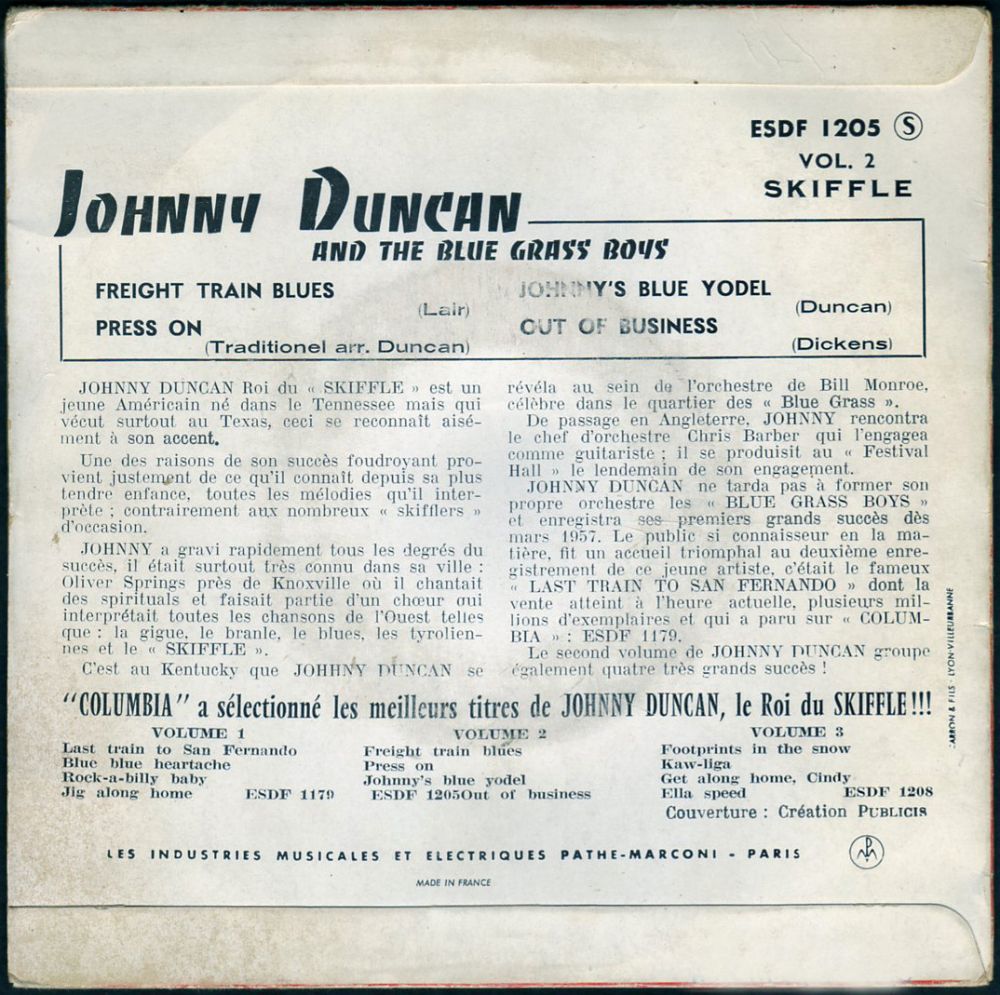 ESDF 1205 Ⓢ
VOL. 2
SKIFFLE
JOHNNY DUNCAN
AND THE BLUE GRASS BOYS
FREIGHT TRAIN BLUES
(Lair)
PRESS ON
(Traditionel arr. Duncan)
JOHNNY'S BLUE YODEL
(Duncan)
OUT OF BUSINESS
(Dickens)
JOHNNY DUNCAN Roi du « SKIFFLE » est un
jeune Américain né dans le Tennessee mais qui
vécut surtout au Texas, ceci se reconnaît aisé-
ment à son accent.
Une des raisons de son succès foudroyant pro-
vient justement de ce qu'il connaît depuis sa plus
tendre enfance, toutes les mélodies qu'il inter-
prète ; contrairement aux nombreux « skifflers »
d'occasion.
JOHNNY a gravi rapidement tous les degrés du
succès, il était surtout très connu dans sa ville :
Oliver Springs près de Knoxville où il chantait
des spirituals et faisait partie d'un chœur qui
interprétait toutes les chansons de l'Ouest telles
que : la gigue, le branle, le blues, les tyrolien-
nes et le « SKIFFLE ».
C'est au Kentucky que JOHHNY DUNCAN se
révéla au sein de l'orchestre de Bill Monroe,
célèbre dans le quartier des « Blue Grass ».
De passage en Angleterre, JOHNNY rencontra
le chef d'orchestre Chris Barber qui l'engagea
comme guitariste ; il se produisit au « Festival
Hall » le lendemain de son engagement.
JOHNNY DUNCAN ne tarda pas à former son
propre orchestre les « BLUE GRASS BOYS »
et enregistra ses premiers grands succès dès
mars 1957. Le public si connaisseur en la ma-
tière, fit un accueil triomphal au deuxième enre-
gistrement de ce jeune artiste, c'était le fameux
« LAST TRAIN TO SAN FERNANDO » dont la
vente atteint à l'heure actuelle, plusieurs mil-
lions d'exemplaires et qui a paru sur « COLUM-
BIA » : ESDF 1179.
Le second volume de JOHNNY DUNCAN groupe
également quatre très grands succès !
"COLUMBIA" a sélectionné les meilleurs titres de JOHNNY DUNCAN, le Roi du SKIFFLE!!!
VOLUME 1
Last train to San Fernando
Blue blue heartache
Rock-a-billy baby
Jig along home ESDF 1179
VOLUME 2
Freight train blues
Press on
Johnny's blue yodel
ESDF 1205Out of business
VOLUME 3
Footprints in the snow
Kaw-liga
Get along home, Cindy
Ella speed ESDF 1208
Couverture : Création PUBLICIS
LES INDUSTRIES MUSICALES ET ELECTRIQUES PATHE-MARCONI - PARIS
MADE IN FRANCE
& FILS - LYON-VILLEURBANNE